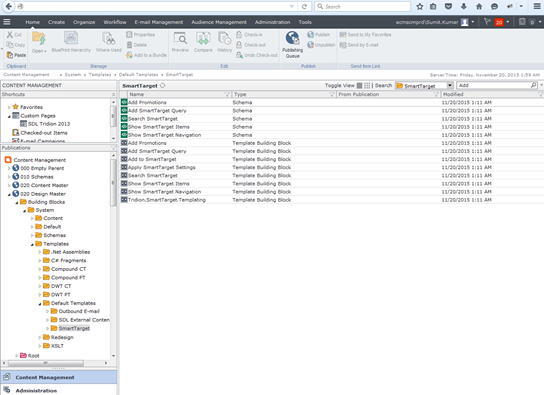 Home Create Organize Workflow E-mail Management Audience Management Administration Tools
20
0
Cut
Copy
Paste
Clipboard
Open
BluePrint Hierarchy
Where Used
Properties
Delete
Add to a Bundle
Manage
Preview
Compare
History
Check-in
Check-out
Undo Check-out
Edit
Publishing Queue
Publish
Unpublish
Publish
Send to My Favorites
Send by E-mail
Send Item Link
Content Management System Templates Default Templates SmartTarget
Server Time: Friday, November 20, 2015 1:59 AM
CONTENT MANAGEMENT
SmartTarget
Toggle View
Search
SmartTarget
Add
Shortcuts
Favorites
Custom Pages
SDL Tridion 2013
Checked-out Items
E-mail Campaigns
Publications
Content Management
000 Empty Parent
010 Schemas
020 Content Master
020 Design Master
Building Blocks
System
Content
Default
Schemas
Templates
.Net Assemblies
C# Fragments
Compound CT
Compound PT
DWT CT
DWT PT
Default Templates
Outbound E-mail
SDL External Conten
SmartTarget
Redesign
XSLT
Root
Content Management
Administration
Name Type From Publication Modified
Add Promotions Schema 11/20/2015 1:11 AM
Add SmartTarget Query Schema 11/20/2015 1:11 AM
Search SmartTarget Schema 11/20/2015 1:11 AM
Show SmartTarget Items Schema 11/20/2015 1:11 AM
Show SmartTarget Navigation Schema 11/20/2015 1:11 AM
Add Promotions Template Building Block 11/20/2015 1:11 AM
Add SmartTarget Query Template Building Block 11/20/2015 1:11 AM
Add to SmartTarget Template Building Block 11/20/2015 1:11 AM
Apply SmartTarget Settings Template Building Block 11/20/2015 1:11 AM
Search SmartTarget Template Building Block 11/20/2015 1:11 AM
Show SmartTarget Items Template Building Block 11/20/2015 1:11 AM
Show SmartTarget Navigation Template Building Block 11/20/2015 1:11 AM
Tridion.SmartTarget.Templating Template Building Block 11/20/2015 1:11 AM